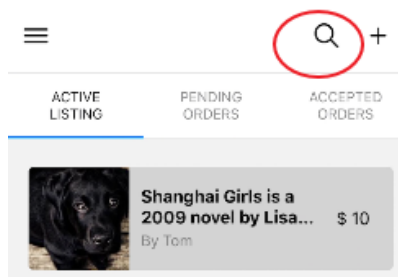 ACTIVE
LISTING
PENDING
ORDERS
ACCEPTED
ORDERS
Shanghai Girls is a
2009 novel by Lisa... $ 10
By Tom